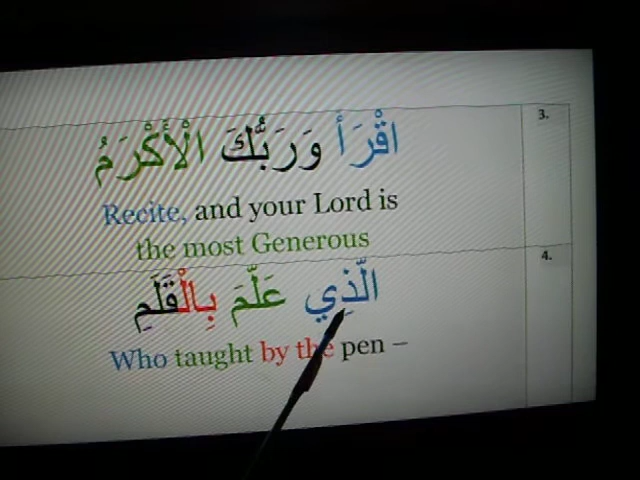 3.
اقْرَأْ وَرَبُّكَ الْأَكْرَمُ
Recite, and your Lord is
the most Generous
4.
الَّذِي عَلَّمَ بِالْقَلَمِ
Who taught by the pen –